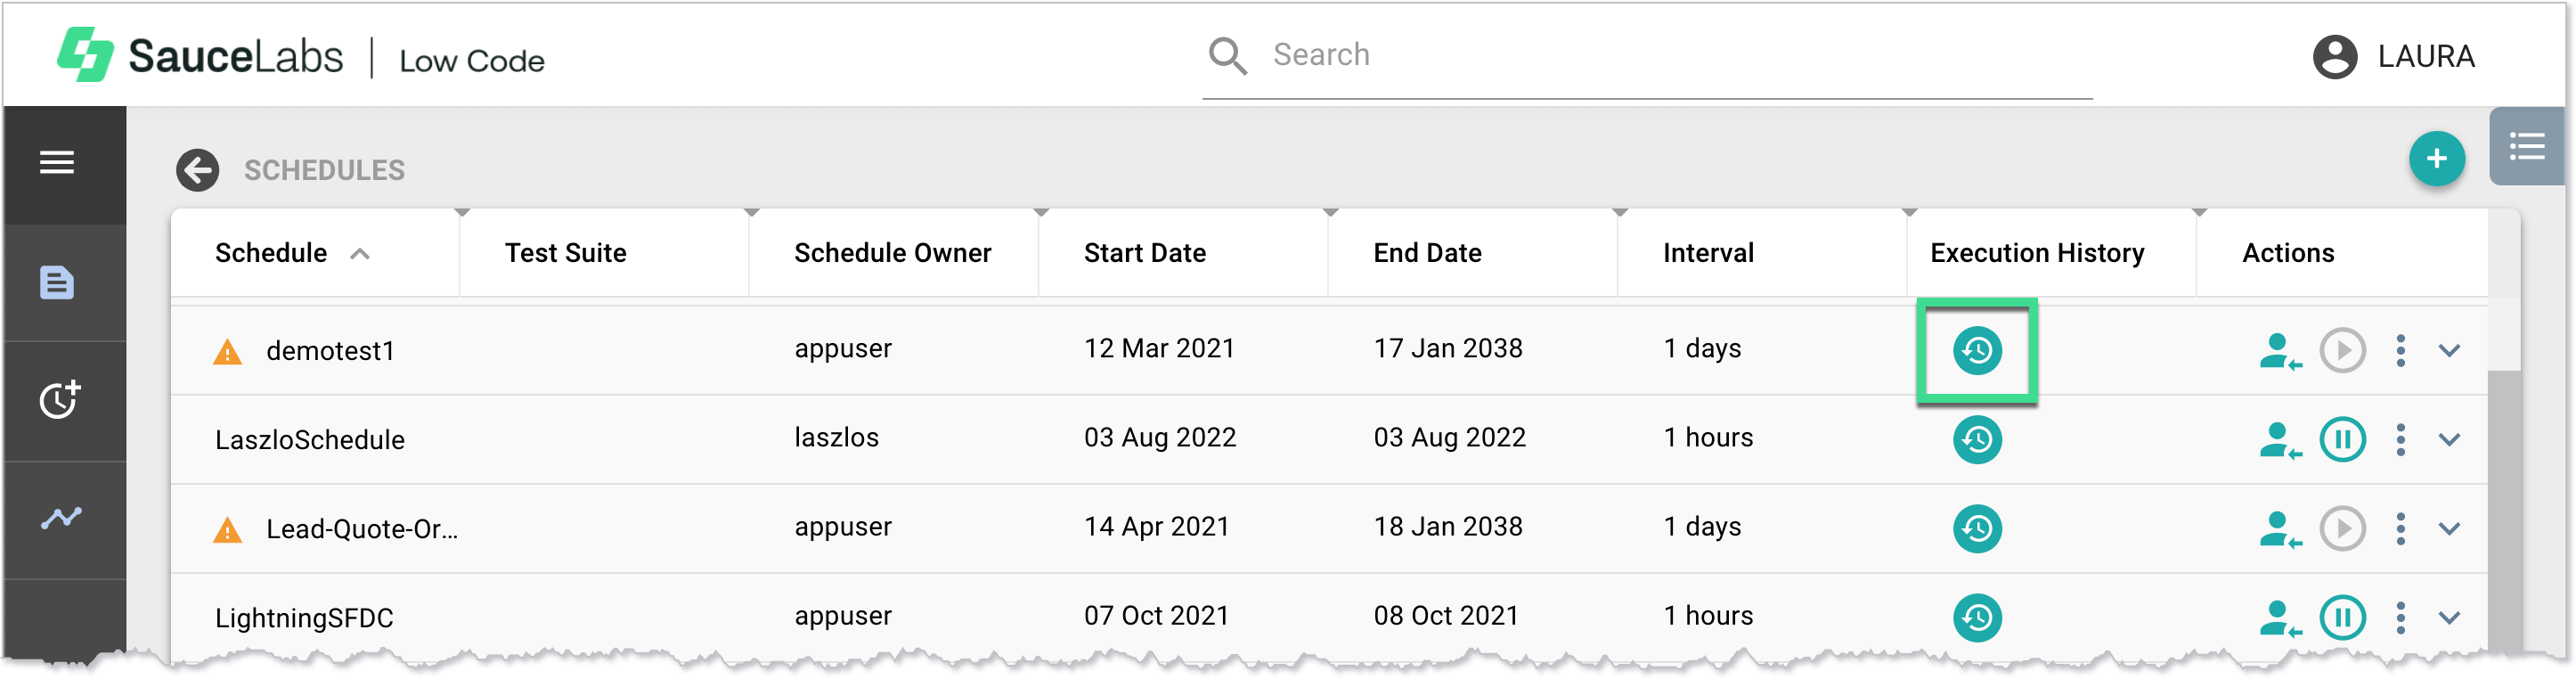 SauceLabs | Low Code
Search
LAURA
SCHEDULES
Schedule Test Suite Schedule Owner Start Date End Date Interval Execution History Actions
demotest1 appuser 12 Mar 2021 17 Jan 2038 1 days
LaszloSchedule laszlos 03 Aug 2022 03 Aug 2022 1 hours
Lead-Quote-Or... appuser 14 Apr 2021 18 Jan 2038 1 days
LightningSFDC appuser 07 Oct 2021 08 Oct 2021 1 hours